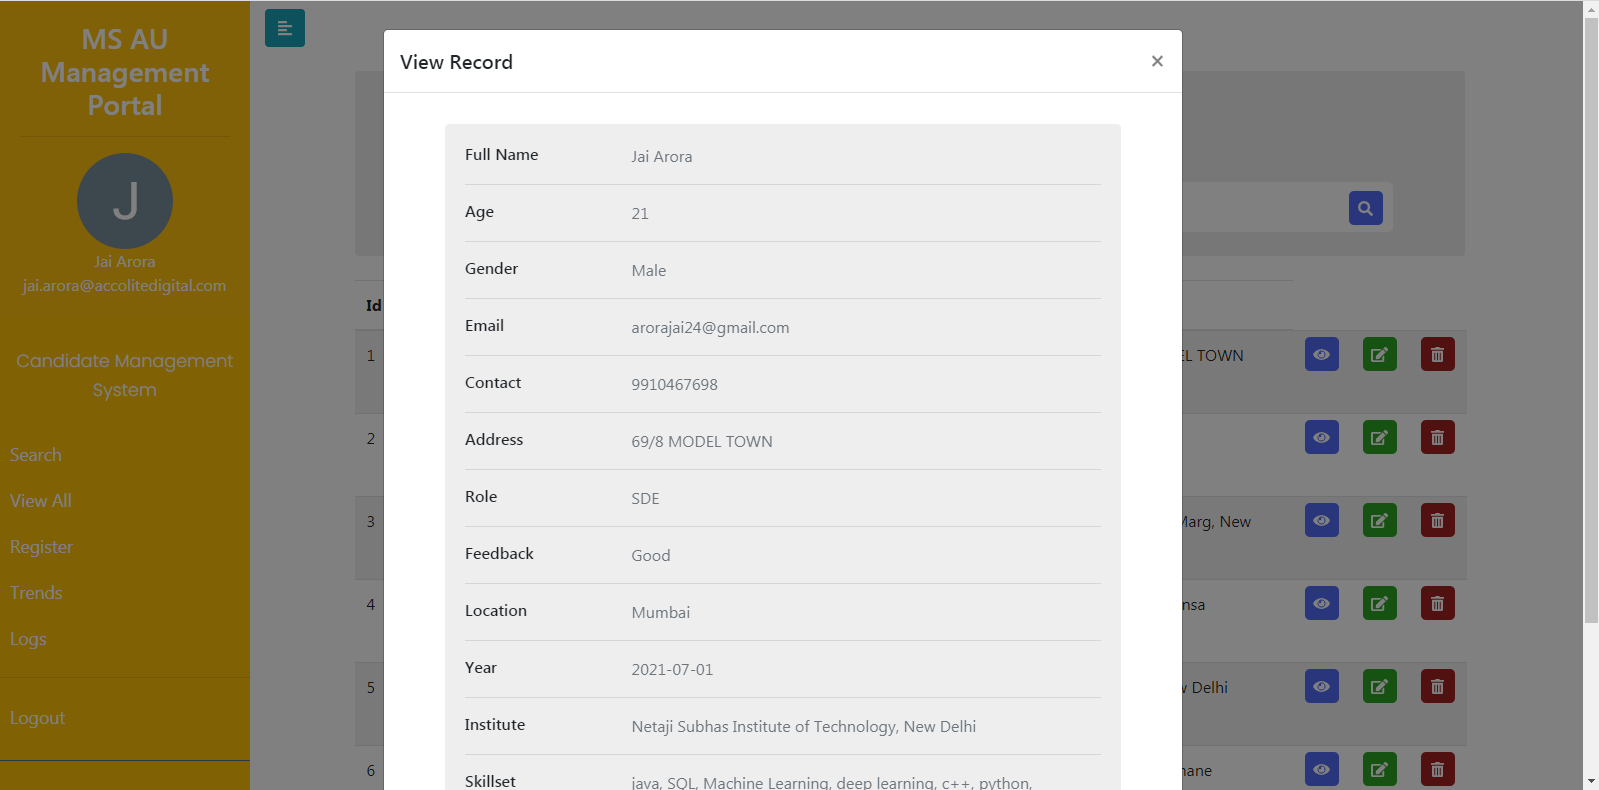 MS AU
Management
Portal
J
Jai Arora
jai.arora@accolitedigital.com
Candidate Management
System
Search
View All
Register
Trends
Logs
Logout
View Record ×
Full Name Jai Arora
Age 21
Gender Male
Email arorajai24@gmail.com
Contact 9910467698
Address 69/8 MODEL TOWN
Role SDE
Feedback Good
Location Mumbai
Year 2021-07-01
Institute Netaji Subhas Institute of Technology, New Delhi
Skillset java, SQL, Machine Learning, deep learning, c++, python,
Id
1 TOWN
2
3 Marg, New
4
5 Delhi
6